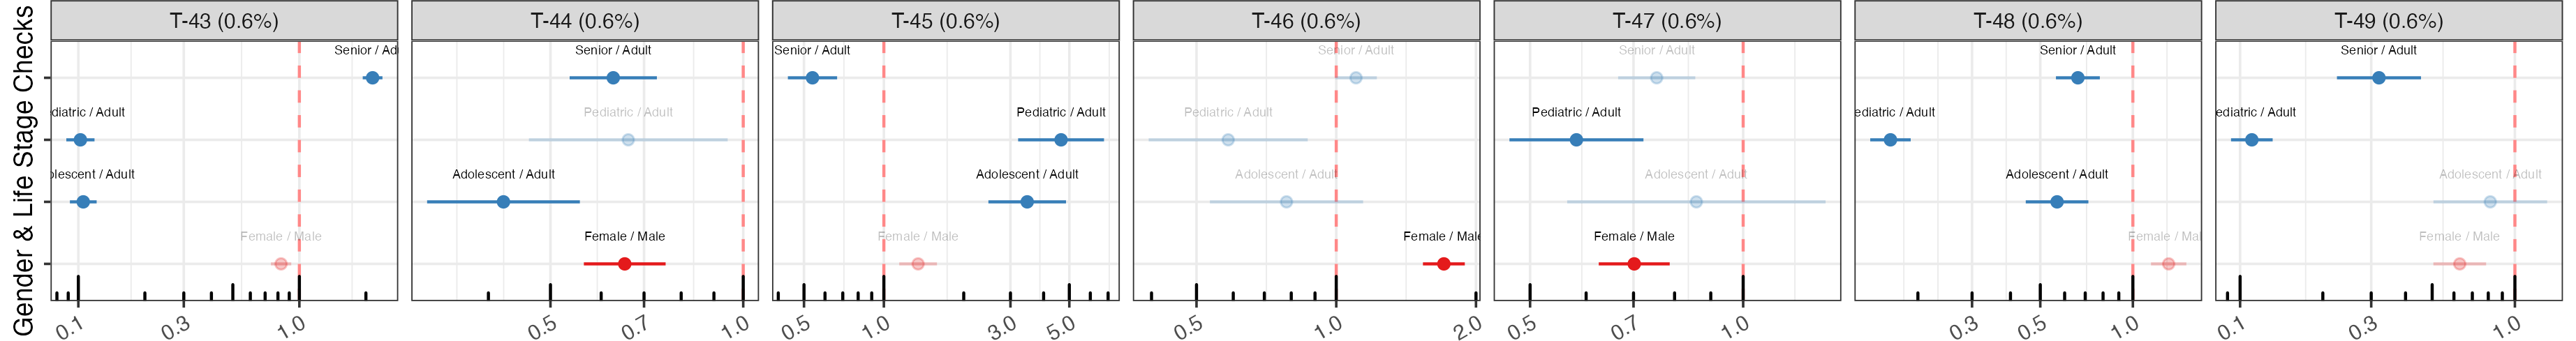 Gender & Life Stage Checks
T-43 (0.6%)
Senior / Ad
diatric / Adult
lescent / Adult
Female / Male
0.1 0.3 1.0
T-44 (0.6%)
Senior / Adult
Pediatric / Adult
Adolescent / Adult
Female / Male
0.5 0.7 1.0
T-45 (0.6%)
Senior / Adult
Pediatric / Adult
Adolescent / Adult
Female / Male
0.5 1.0 3.0 5.0
T-46 (0.6%)
Senior / Adult
Pediatric / Adult
Adolescent / Adult
Female / Male
0.5 1.0 2.0
T-47 (0.6%)
Senior / Adult
Pediatric / Adult
Adolescent / Adult
Female / Male
0.5 0.7 1.0
T-48 (0.6%)
Senior / Adult
ediatric / Adult
Adolescent / Adult
Female / Mal
0.3 0.5 1.0
T-49 (0.6%)
Senior / Adult
ediatric / Adult
Adolescent / Adult
Female / Male
0.1 0.3 1.0